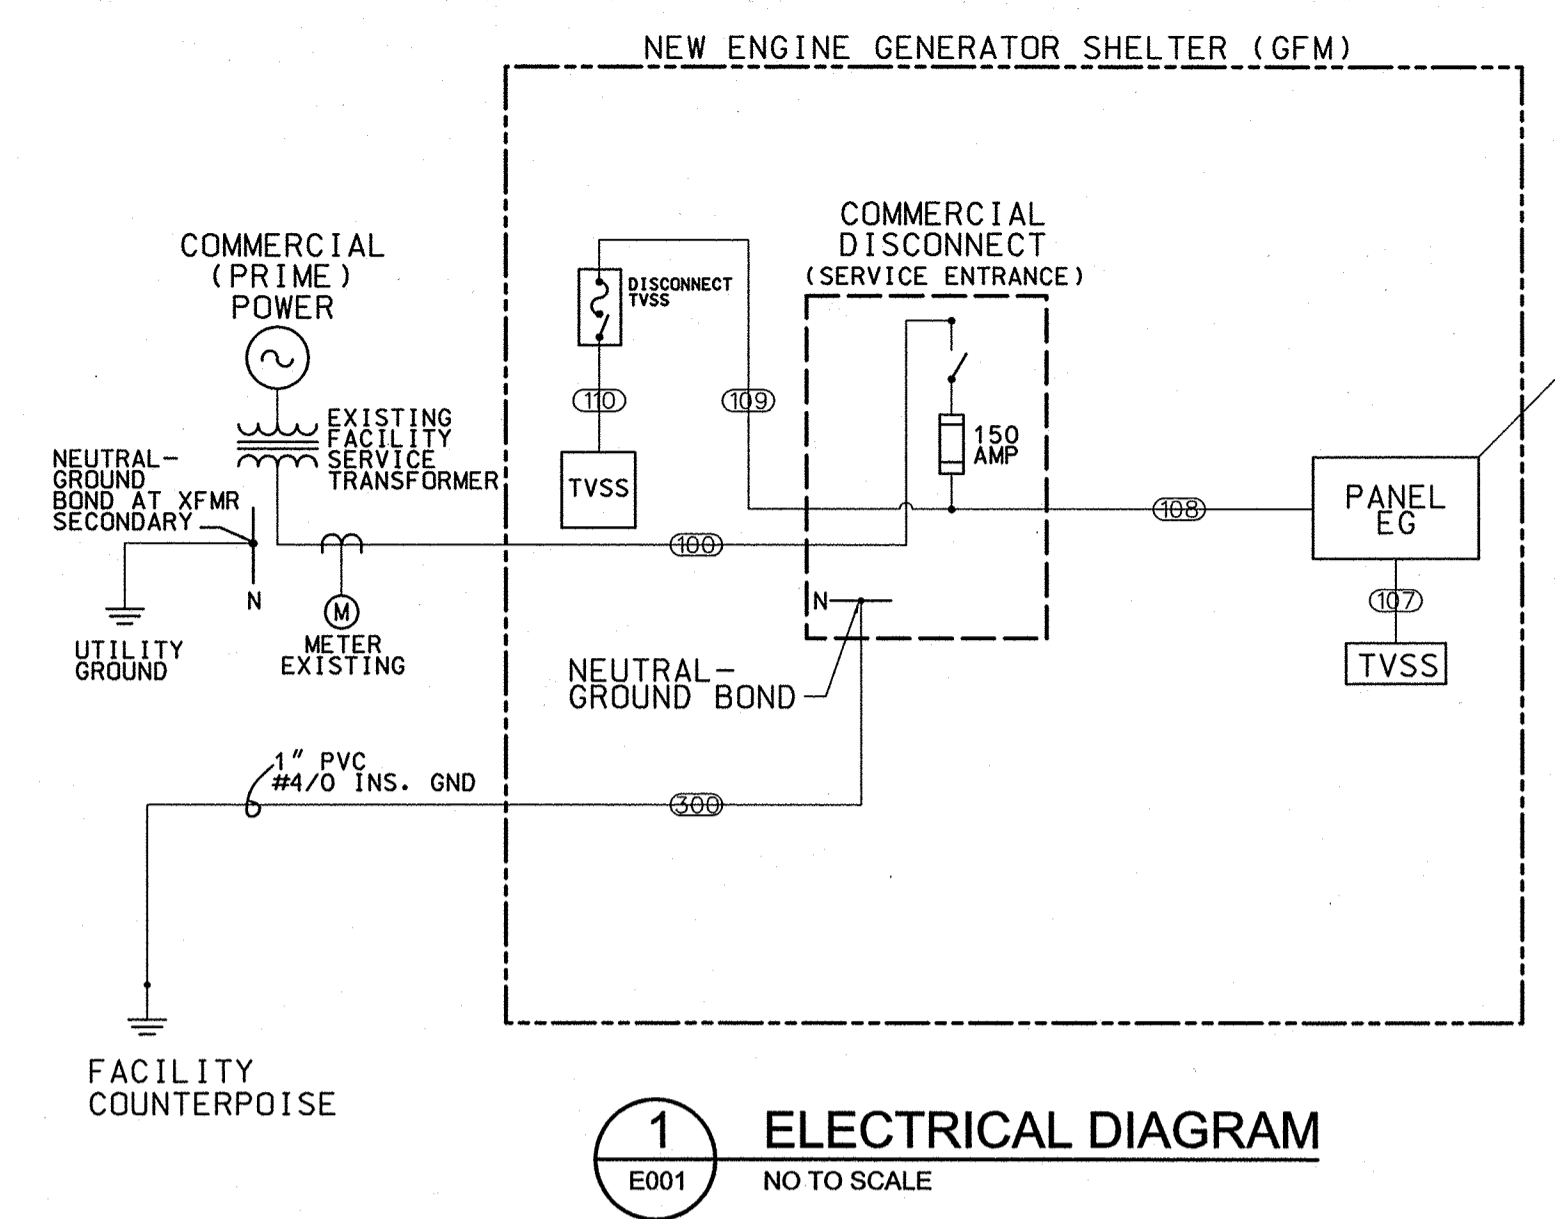 NEW ENGINE GENERATOR SHELTER (GFM)
COMMERCIAL
(PRIME)
POWER
EXISTING
FACILITY
SERVICE
TRANSFORMER
NEUTRAL-
GROUND
BOND AT XFMR
SECONDARY
N
UTILITY
GROUND
M
METER
EXISTING
DISCONNECT
TVSS
110
109
TVSS
COMMERCIAL
DISCONNECT
(SERVICE ENTRANCE)
150
AMP
100
108
PANEL
EG
107
TVSS
N
NEUTRAL-
GROUND BOND
1" PVC
#4/0 INS. GND
300
FACILITY
COUNTERPOISE
1
E001
ELECTRICAL DIAGRAM
NO TO SCALE